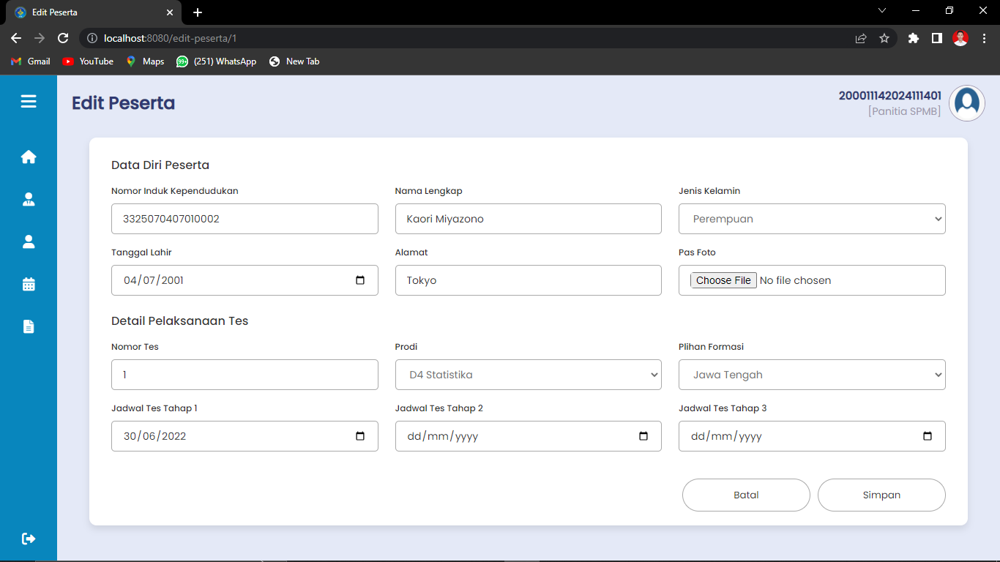 Edit Peserta
localhost:8080/edit-peserta/1
Gmail YouTube Maps 99+ (251) WhatsApp New Tab
Edit Peserta
200011142024111401
[Panitia SPMB]
Data Diri Peserta
Nomor Induk Kependudukan Nama Lengkap Jenis Kelamin
3325070407010002 Kaori Miyazono Perempuan
Tanggal Lahir Alamat Pas Foto
04/07/2001 Tokyo Choose File No file chosen
Detail Pelaksanaan Tes
Nomor Tes Prodi Plihan Formasi
1 D4 Statistika Jawa Tengah
Jadwal Tes Tahap 1 Jadwal Tes Tahap 2 Jadwal Tes Tahap 3
30/06/2022 dd/mm/yyyy dd/mm/yyyy
Batal Simpan